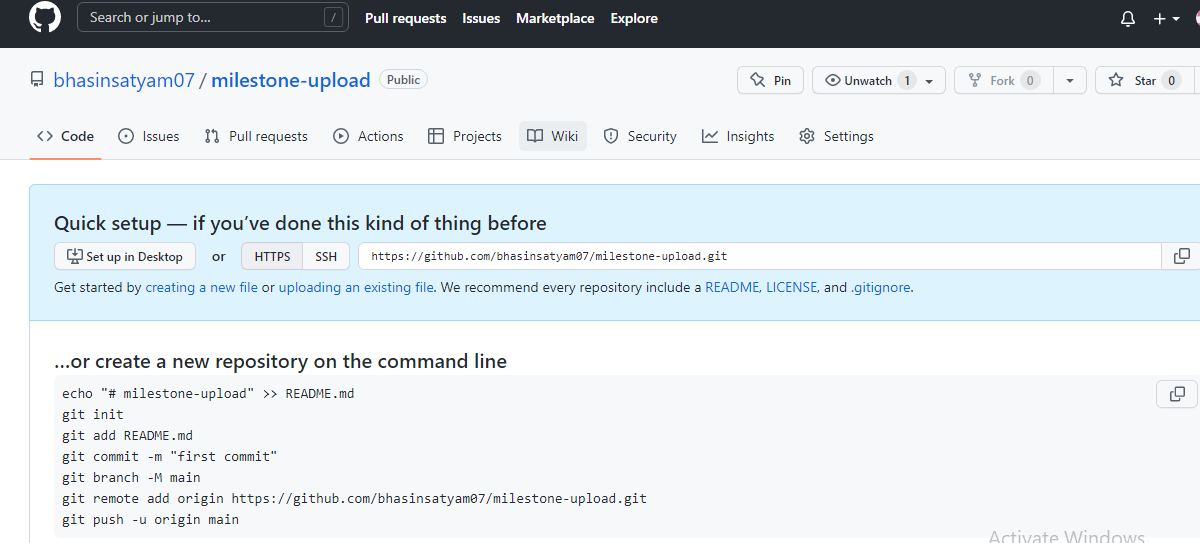 Search or jump to... /
Pull requests Issues Marketplace Explore
bhasinsatyam07 / milestone-upload Public
Pin Unwatch 1 Fork 0 Star 0
Code Issues Pull requests Actions Projects Wiki Security Insights Settings
Quick setup — if you’ve done this kind of thing before
Set up in Desktop or HTTPS SSH https://github.com/bhasinsatyam07/milestone-upload.git
Get started by creating a new file or uploading an existing file. We recommend every repository include a README, LICENSE, and .gitignore.
…or create a new repository on the command line
echo "# milestone-upload" >> README.md
git init
git add README.md
git commit -m "first commit"
git branch -M main
git remote add origin https://github.com/bhasinsatyam07/milestone-upload.git
git push -u origin main
Activate Windows